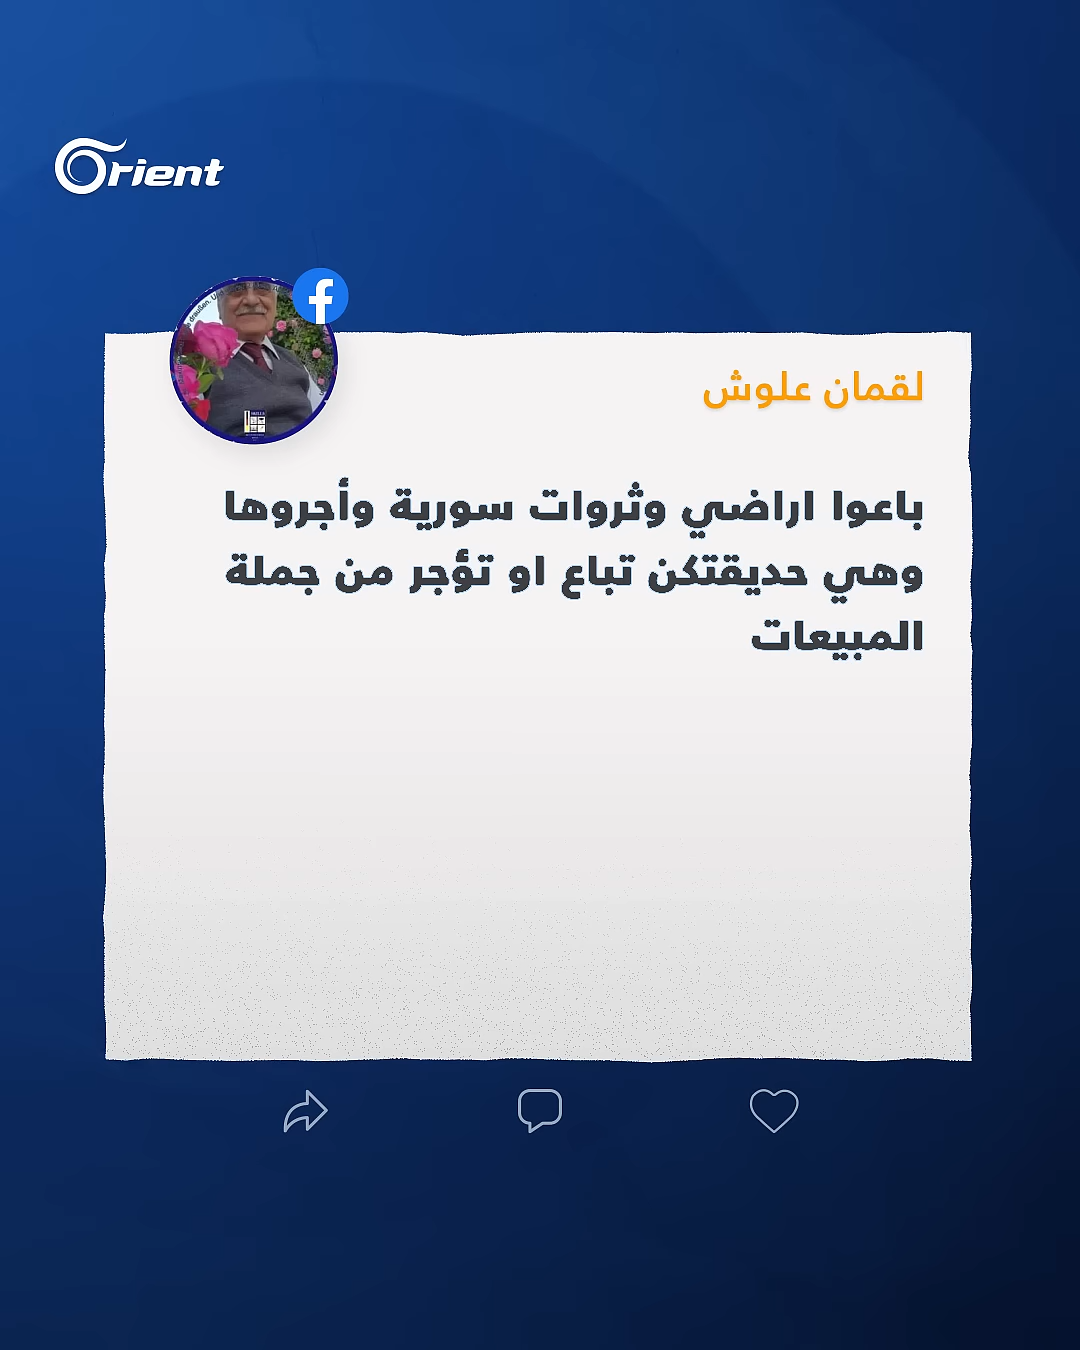 Orient
لقمان علوش
باعوا اراضي وثروات سورية وأجروها
وهي حديقتكن تباع او تؤجر من جملة
المبيعات